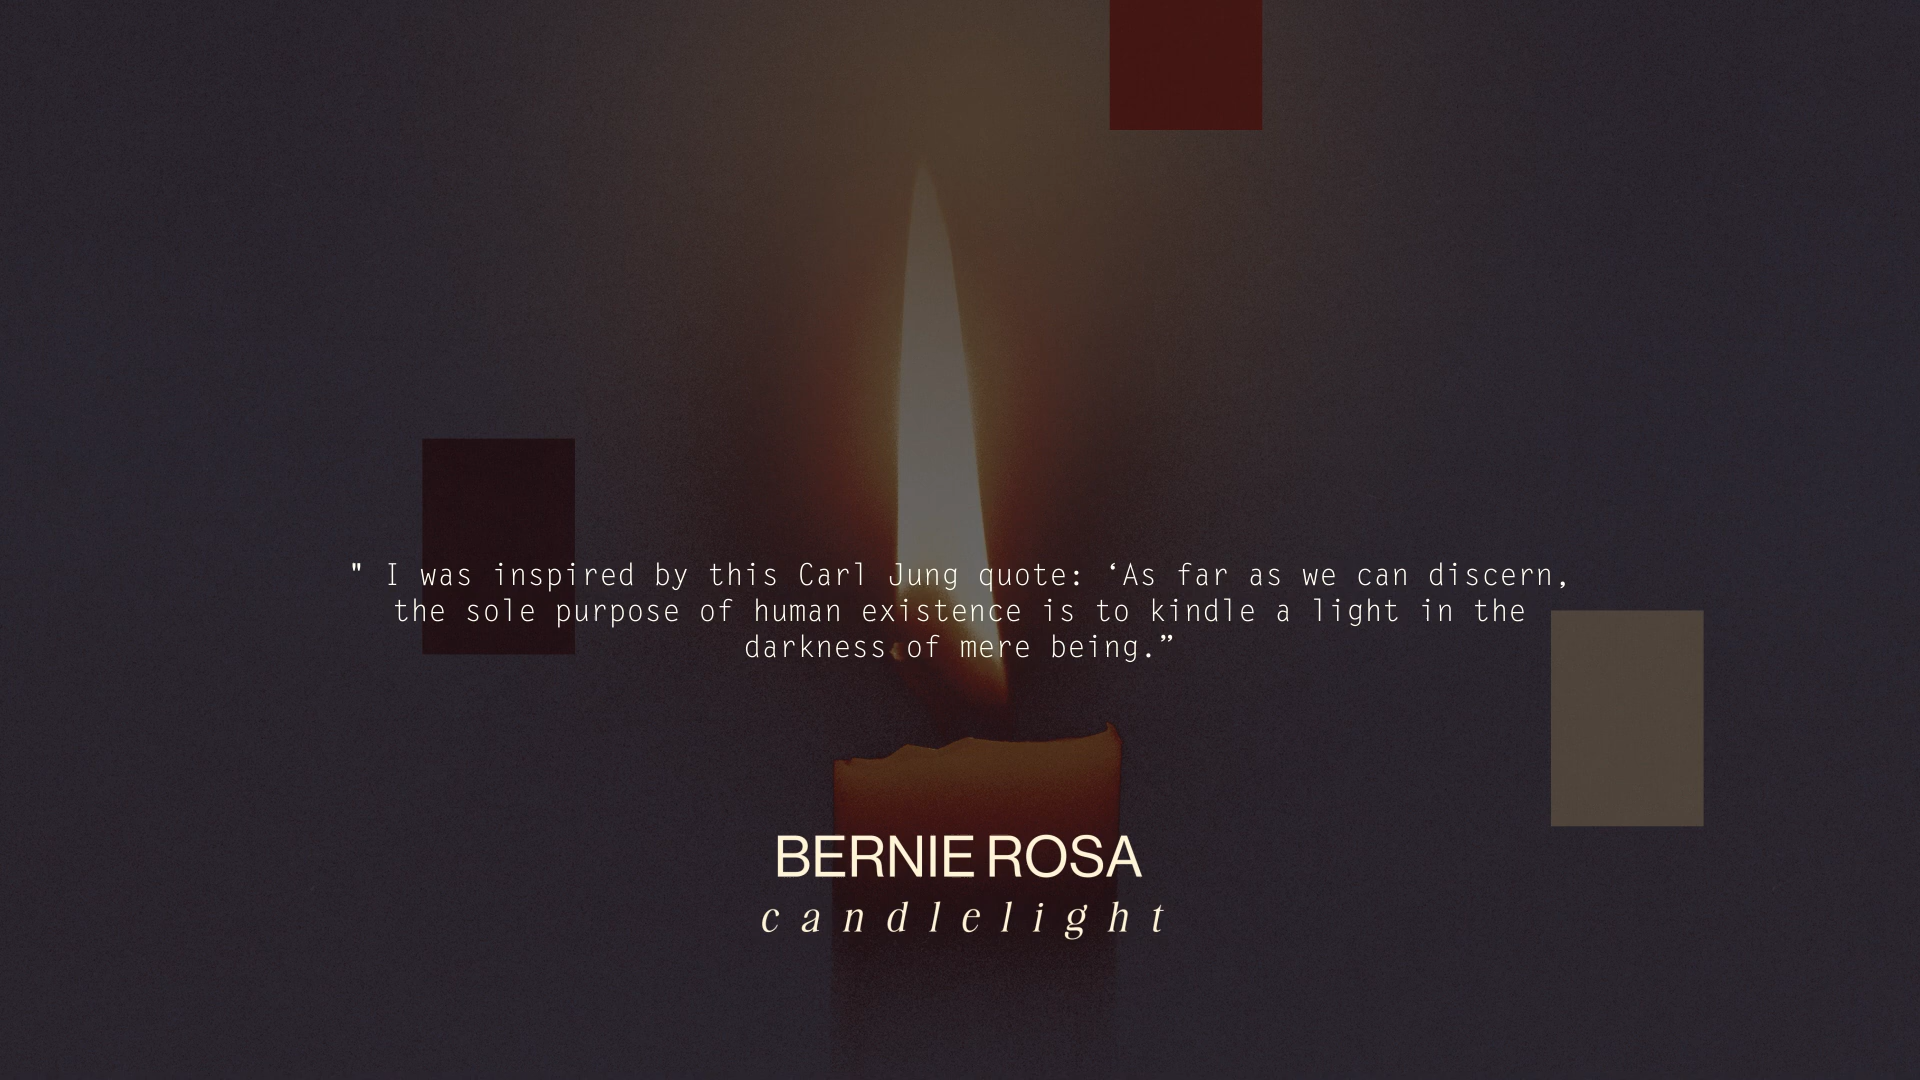 " I was inspired by this Carl Jung quote: ‘As far as we can discern,
the sole purpose of human existence is to kindle a light in the
darkness of mere being.”
BERNIE ROSA
candlelight